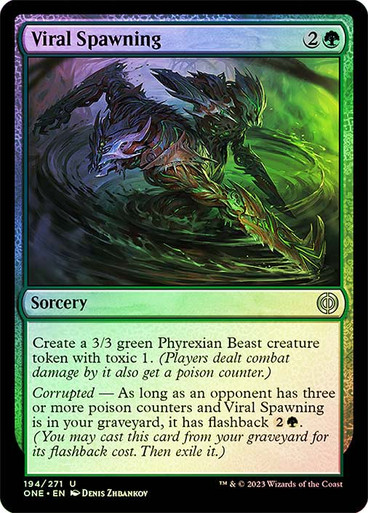 Viral Spawning 2
Sorcery
Create a 3/3 green Phyrexian Beast creature
token with toxic 1. (Players dealt combat
damage by it also get a poison counter.)
Corrupted — As long as an opponent has three
or more poison counters and Viral Spawning
is in your graveyard, it has flashback 2.
(You may cast this card from your graveyard for
its flashback cost. Then exile it.)
194/271 U
ONE • EN Denis Zhbankov
™ & © 2023 Wizards of the Coast